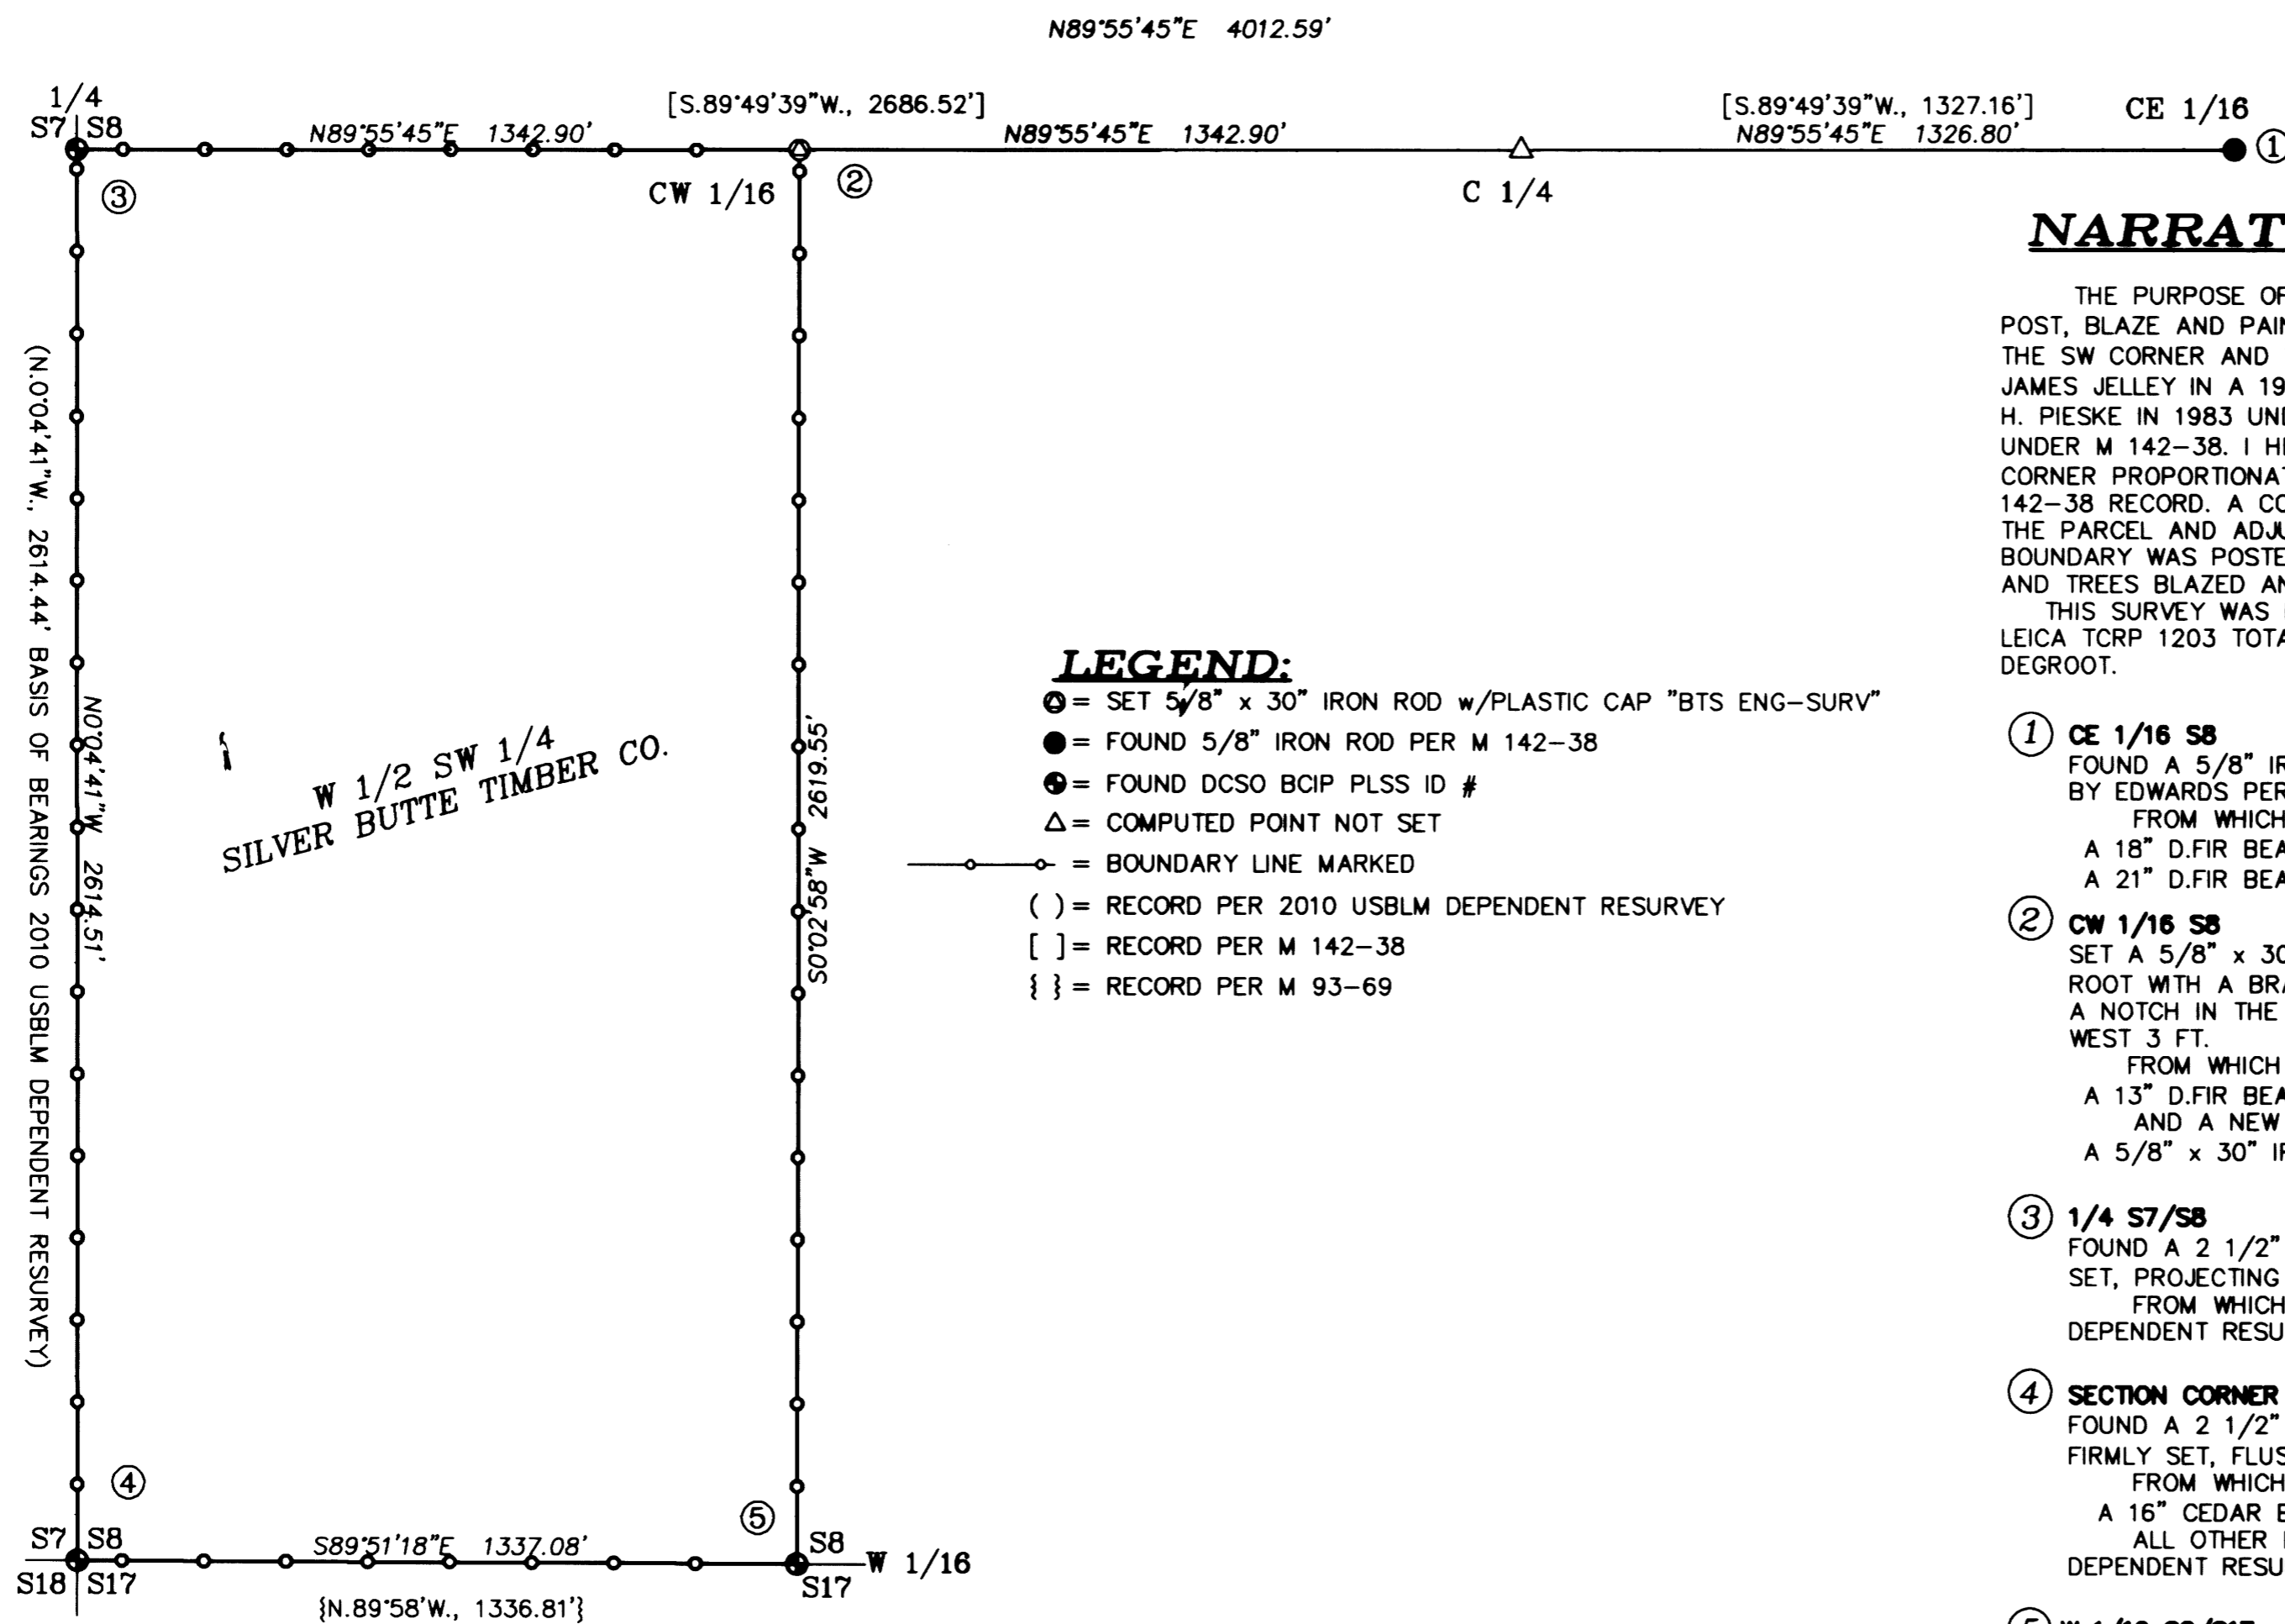 N89°55'45"E 4012.59'
1/4
S7 S8
N89°55'45"E 1342.90'
[S.89°49'39"W., 2686.52']
N89°55'45"E 1342.90'
[S.89°49'39"W., 1327.16']
N89°55'45"E 1326.80'
CE 1/16
1
3
CW 1/16
2
C 1/4
(N.0°04'41"W., 2614.44' BASIS OF BEARINGS 2010 USBLM DEPENDENT RESURVEY)
N0°04'41"W 2614.51'
W 1/2 SW 1/4
SILVER BUTTE TIMBER CO.
S0°02'58"W 2619.55'
4
5
S7 S8
S18 S17
S89°51'18"E 1337.08'
{N.89°58'W., 1336.81'}
S8
W 1/16
S17
LEGEND:
= SET 5/8" x 30" IRON ROD w/PLASTIC CAP "BTS ENG-SURV"
= FOUND 5/8" IRON ROD PER M 142-38
= FOUND DCSO BCIP PLSS ID #
= COMPUTED POINT NOT SET
= BOUNDARY LINE MARKED
( ) = RECORD PER 2010 USBLM DEPENDENT RESURVEY
[ ] = RECORD PER M 142-38
{ } = RECORD PER M 93-69
NARRAT
THE PURPOSE OF
POST, BLAZE AND PAIN
THE SW CORNER AND
JAMES JELLEY IN A 19
H. PIESKE IN 1983 UND
UNDER M 142-38. I HE
CORNER PROPORTIONAT
142-38 RECORD. A CO
THE PARCEL AND ADJU
BOUNDARY WAS POSTE
AND TREES BLAZED AN
THIS SURVEY WAS
LEICA TCRP 1203 TOTA
DEGROOT.
1 CE 1/16 S8
FOUND A 5/8" IR
BY EDWARDS PER
FROM WHICH
A 18" D.FIR BEA
A 21" D.FIR BEA
2 CW 1/16 S8
SET A 5/8" x 30
ROOT WITH A BRA
A NOTCH IN THE
WEST 3 FT.
FROM WHICH
A 13" D.FIR BEA
AND A NEW
A 5/8" x 30" IR
3 1/4 S7/S8
FOUND A 2 1/2"
SET, PROJECTING
FROM WHICH
DEPENDENT RESU
4 SECTION CORNER
FOUND A 2 1/2"
FIRMLY SET, FLUS
FROM WHICH
A 16" CEDAR B
ALL OTHER
DEPENDENT RESU